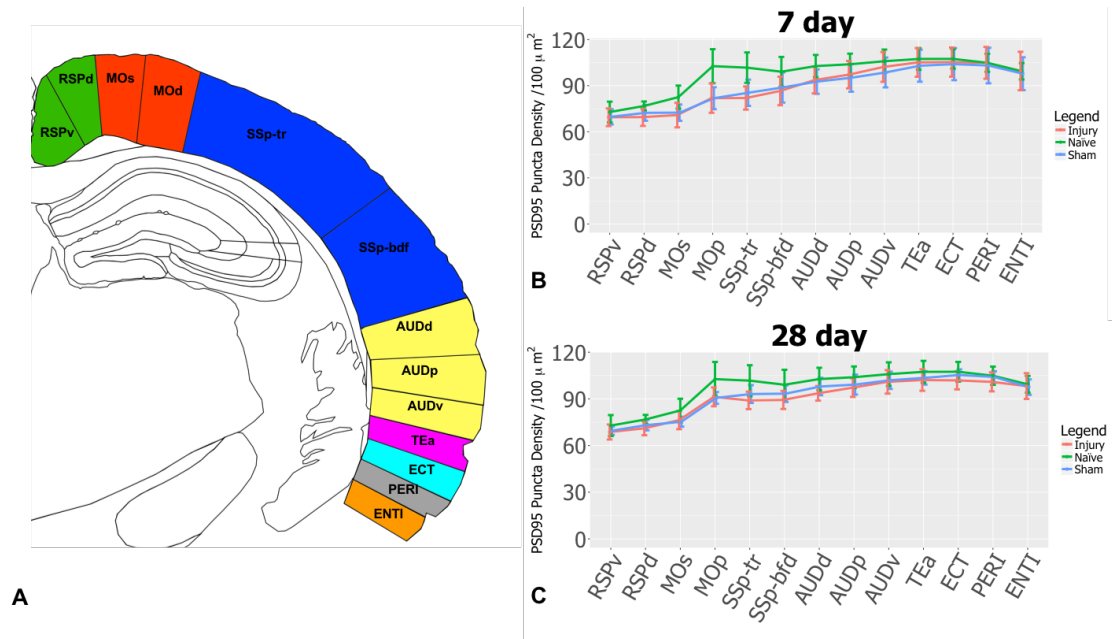 RSPv
RSPd
MOs
MOd
SSp-tr
SSp-bdf
AUDd
AUDp
AUDv
TEa
ECT
PERI
ENTI
A
7 day
PSD95 Puncta Density /100 μ m²
120
90
60
30
0
RSPv
RSPd
MOs
MOp
SSp-tr
SSp-bfd
AUDd
AUDp
AUDv
TEa
ECT
PERI
ENTI
Legend
Injury
Naïve
Sham
B
28 day
PSD95 Puncta Density /100 μ m²
120
90
60
30
0
RSPv
RSPd
MOs
MOp
SSp-tr
SSp-bfd
AUDd
AUDp
AUDv
TEa
ECT
PERI
ENTI
Legend
Injury
Naïve
Sham
C